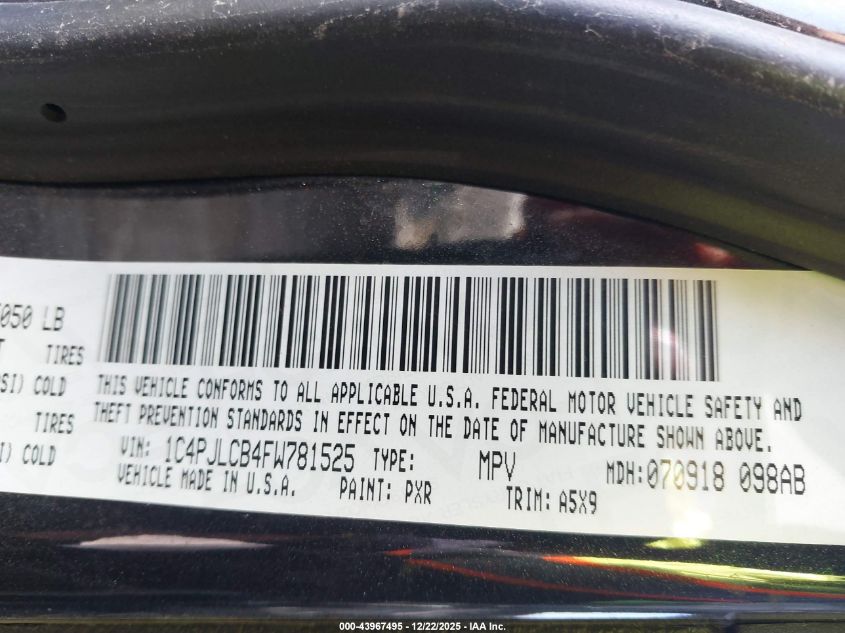 050 LB
TIRES
SI) COLD
TIRES
SI) COLD
THIS VEHICLE CONFORMS TO ALL APPLICABLE U.S.A. FEDERAL MOTOR VEHICLE SAFETY AND
THEFT PREVENTION STANDARDS IN EFFECT ON THE DATE OF MANUFACTURE SHOWN ABOVE.
VIN: 1C4PJLCB4FW781525 TYPE: MPV MDH:070918 098AB
VEHICLE MADE IN U.S.A. PAINT: PXR TRIM: A5X9
000-43967495 - 12/22/2025 - IAA Inc.